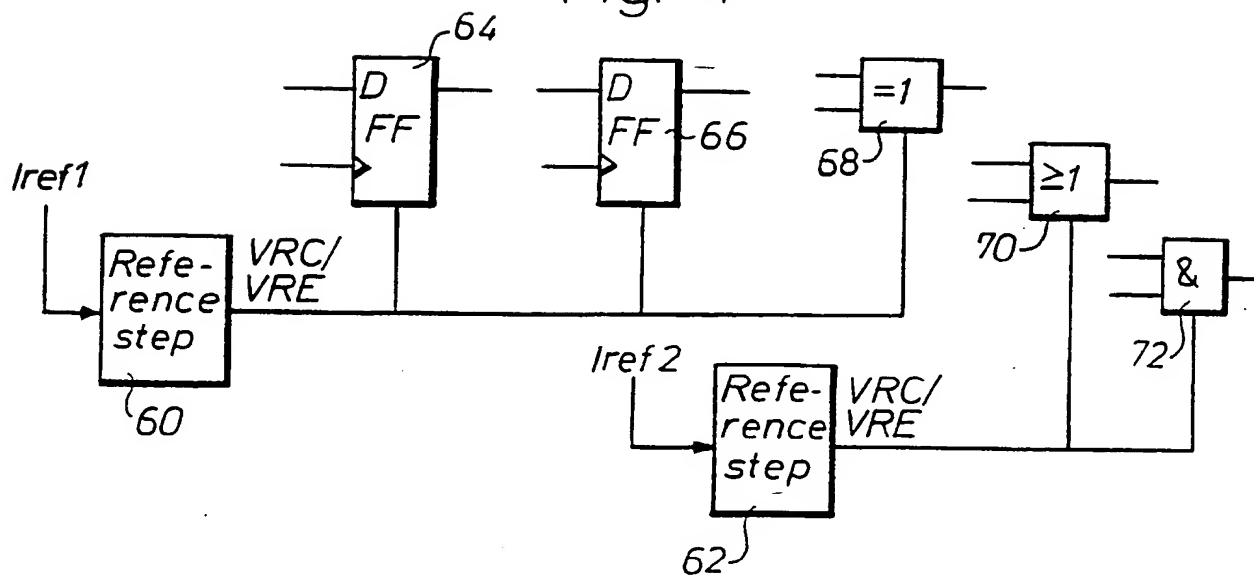 64
D
FF
D
FF
66
=1
68
Iref1
≥1
70
Refe-
rence
step
VRC/
VRE
60
&
72
Iref2
Refe-
rence
step
VRC/
VRE
62